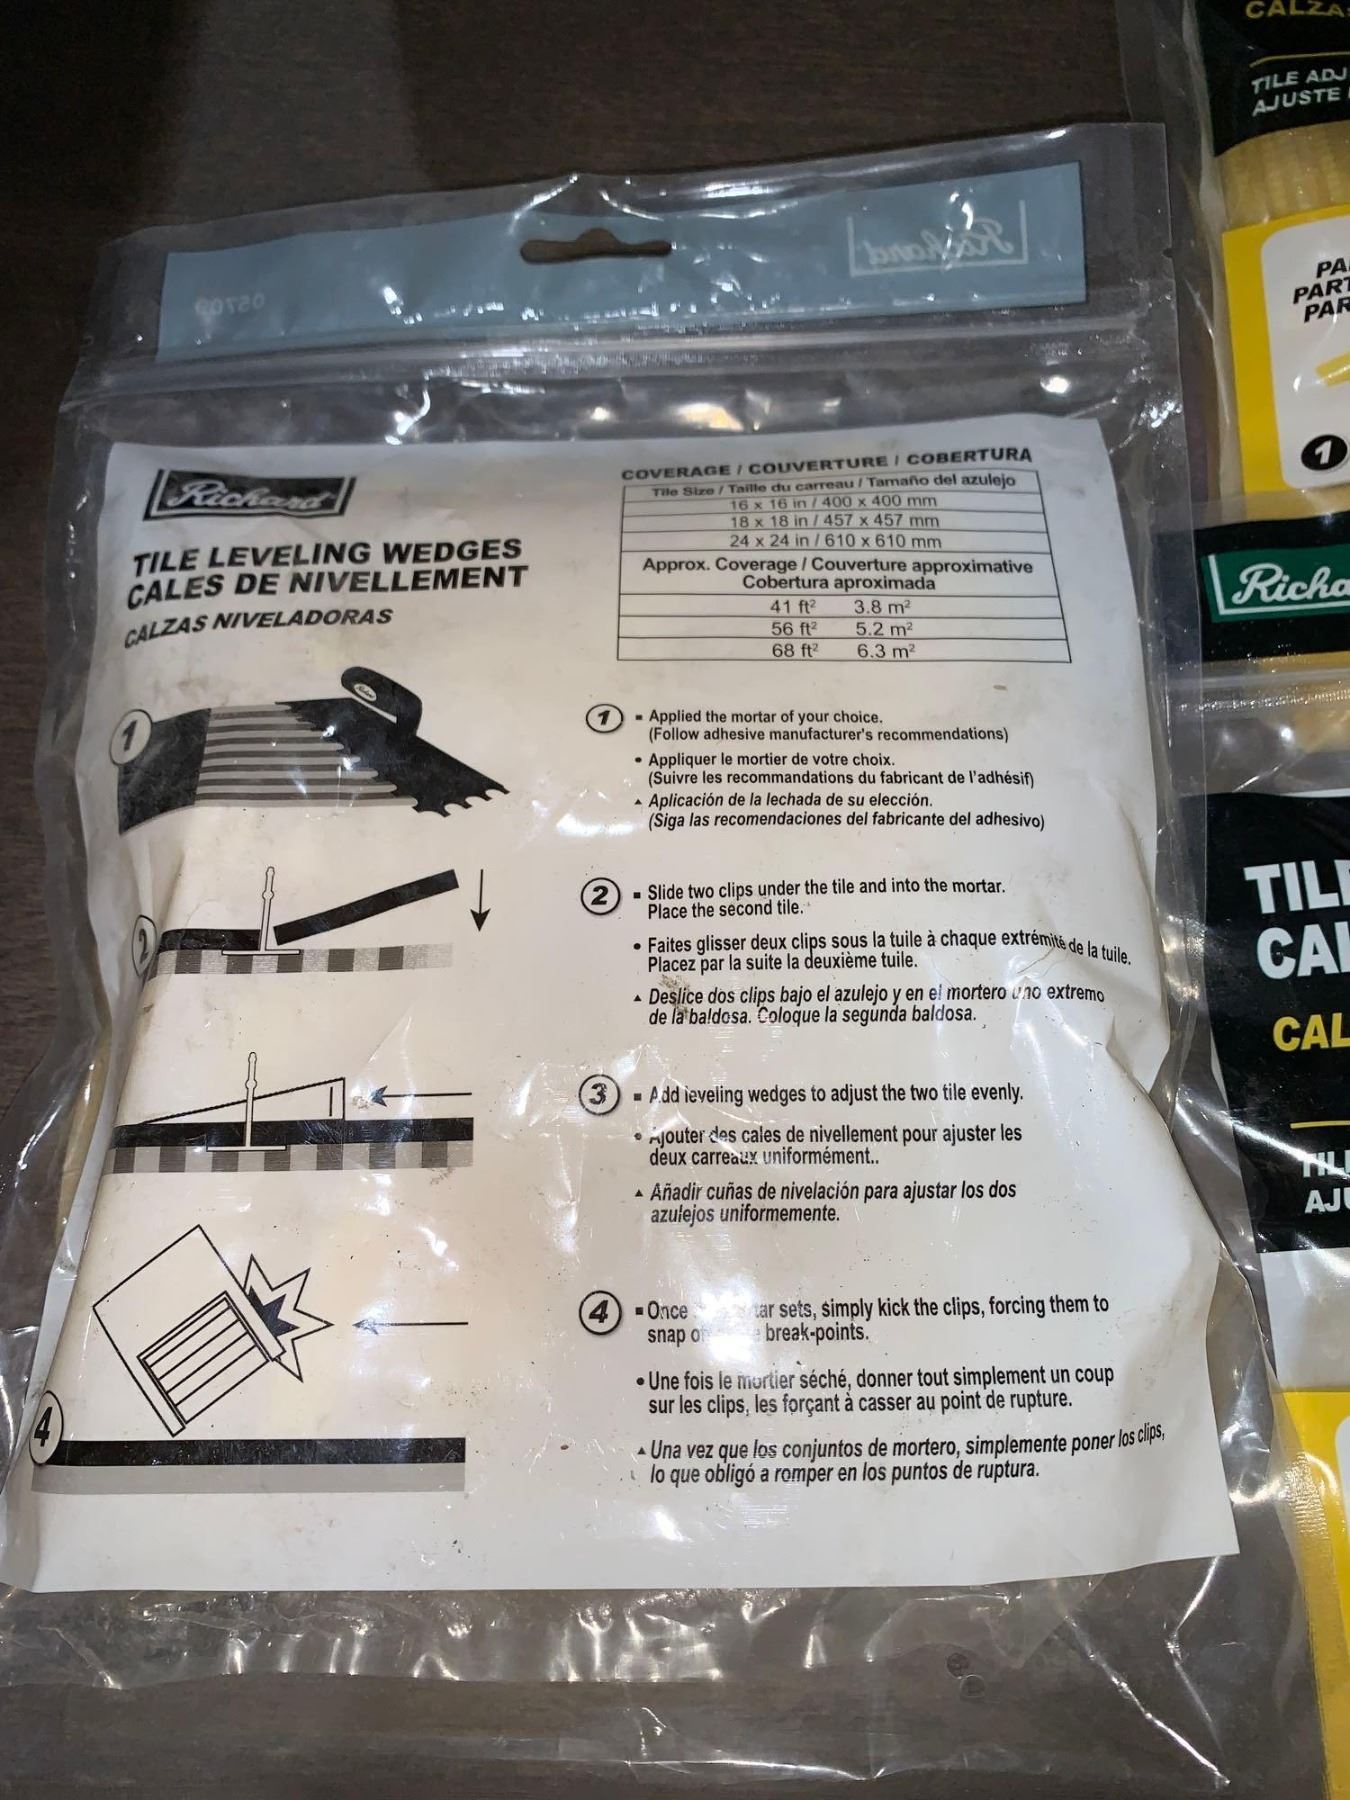 Richard
05709
Richard
TILE LEVELING WEDGES
CALES DE NIVELLEMENT
CALZAS NIVELADORAS
COVERAGE / COUVERTURE / COBERTURA
Tile Size / Taille du carreau / Tamaño del azulejo
16 x 16 in / 400 x 400 mm
18 x 18 in / 457 x 457 mm
24 x 24 in / 610 x 610 mm
Approx. Coverage / Couverture approximative
Cobertura aproximada
41 ft² 3.8 m²
56 ft² 5.2 m²
68 ft² 6.3 m²
1
1 ▪ Applied the mortar of your choice.
(Follow adhesive manufacturer's recommendations)
• Appliquer le mortier de votre choix.
(Suivre les recommandations du fabricant de l'adhésif)
▲ Aplicación de la lechada de su elección.
(Siga las recomendaciones del fabricante del adhesivo)
2
2 ▪ Slide two clips under the tile and into the mortar.
Place the second tile.
• Faites glisser deux clips sous la tuile à chaque extrémité de la tuile.
Placez par la suite la deuxième tuile.
▲ Deslice dos clips bajo el azulejo y en el mortero uno extremo
de la baldosa. Coloque la segunda baldosa.
3 ▪ Add leveling wedges to adjust the two tile evenly.
• Ajouter des cales de nivellement pour ajuster les
deux carreaux uniformément..
▲ Añadir cuñas de nivelación para ajustar los dos
azulejos uniformemente.
4
4 ▪ Once tar sets, simply kick the clips, forcing them to
snap break-points.
• Une fois le mortier séché, donner tout simplement un coup
sur les clips, les forçant à casser au point de rupture.
▲ Una vez que los conjuntos de mortero, simplemente poner los clips,
lo que obligó a romper en los puntos de ruptura.
CALZA
TILE ADJ
AJUSTE
PA
PART
PAR
1
Richa
TIL
CA
CAL
TIL
AJU